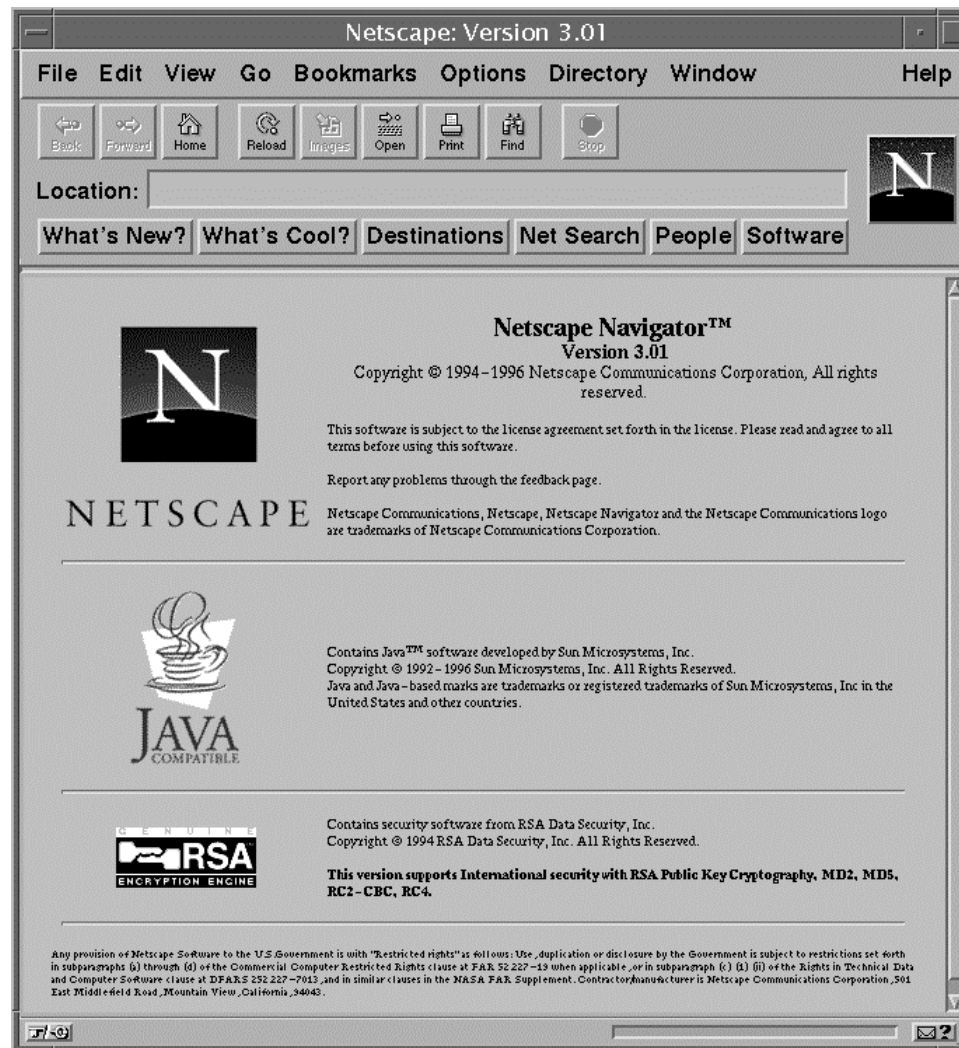 Netscape: Version 3.01
File Edit View Go Bookmarks Options Directory Window Help
Back Forward Home Reload Images Open Print Find Stop
N
Location:
What's New? What's Cool? Destinations Net Search People Software
N
NETSCAPE
Netscape Navigator™
Version 3.01
Copyright © 1994-1996 Netscape Communications Corporation, All rights
reserved.
This software is subject to the license agreement set forth in the license. Please read and agree to all
terms before using this software.
Report any problems through the feedback page.
Netscape Communications, Netscape, Netscape Navigator and the Netscape Communications logo
are trademarks of Netscape Communications Corporation.
JAVA
COMPATIBLE
Contains Java™ software developed by Sun Microsystems, Inc.
Copyright © 1992-1996 Sun Microsystems, Inc. All Rights Reserved.
Java and Java-based marks are trademarks or registered trademarks of Sun Microsystems, Inc in the
United States and other countries.
GENUINE
RSA
ENCRYPTION ENGINE
Contains security software from RSA Data Security, Inc.
Copyright © 1994 RSA Data Security, Inc. All Rights Reserved.
This version supports International security with RSA Public Key Cryptography, MD2, MD5,
RC2-CBC, RC4.
Any provision of Netscape Software to the U.S.Government is with "Restricted rights" as follows: Use, duplication or disclosure by the Government is subject to restrictions set forth
in subparagraphs (a) through (d) of the Commercial Computer Restricted Rights clause at FAR 52.227-19 when applicable, or in subparagraph (c) (1) (ii) of the Rights in Technical Data
and Computer Software clause at DFARS 252.227-7013, and in similar clauses in the NASA FAR Supplement. Contractor/manufacturer is Netscape Communications Corporation, 501
East Middlefield Road, Mountain View, California, 94043.
?